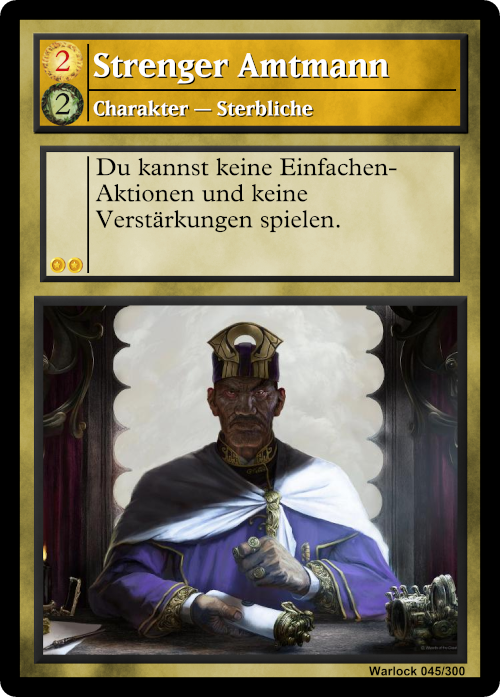 2 Strenger Amtmann
2 Charakter — Sterbliche
Du kannst keine Einfachen-
Aktionen und keine
Verstärkungen spielen.
Warlock 045/300